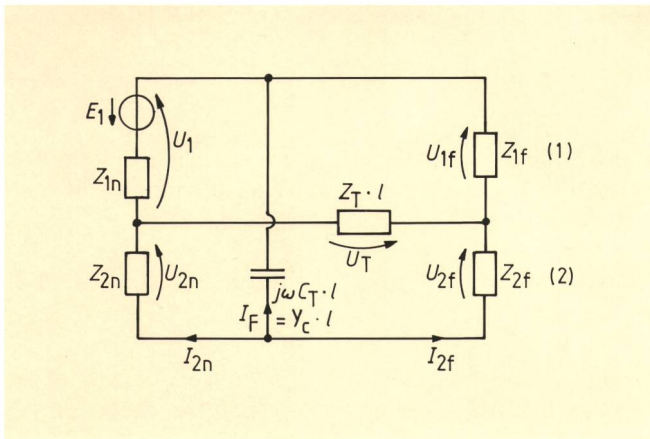 E₁
U₁
Z₁ₙ
U₁f
Z₁f (1)
Z_T · l
U_T
Z₂ₙ
U₂ₙ
jωC_T · l
I_F = Y_c · l
U₂f
Z₂f (2)
I₂ₙ
I₂f